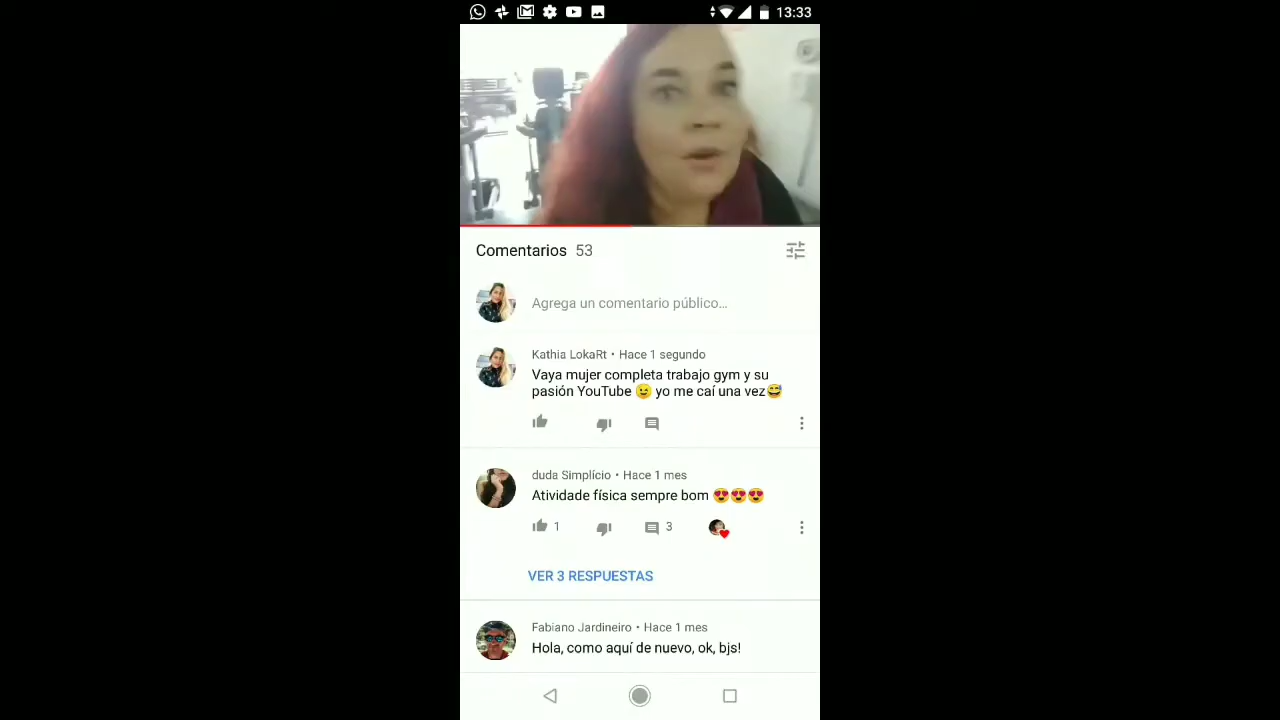 13:33
Comentarios 53
Agrega un comentario público...
Kathia LokaRt • Hace 1 segundo
Vaya mujer completa trabajo gym y su
pasión YouTube 😉 yo me caí una vez😅
duda Simplício • Hace 1 mes
Atividade física sempre bom 😍😍😍
1
3
VER 3 RESPUESTAS
Fabiano Jardineiro • Hace 1 mes
Hola, como aquí de nuevo, ok, bjs!